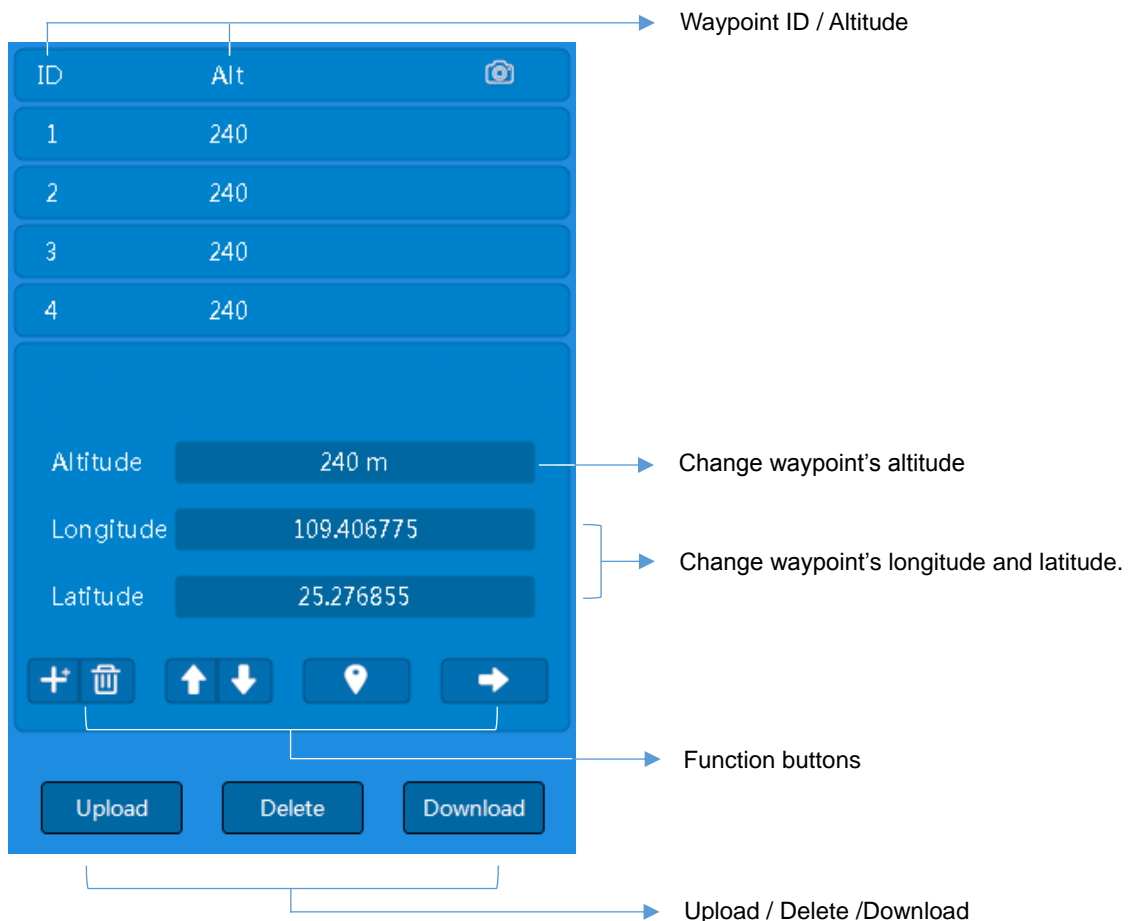 Waypoint ID / Altitude
ID Alt
1 240
2 240
3 240
4 240
Altitude 240 m
Change waypoint’s altitude
Longitude 109.406775
Change waypoint’s longitude and latitude.
Latitude 25.276855
Function buttons
Upload Delete Download
Upload / Delete /Download